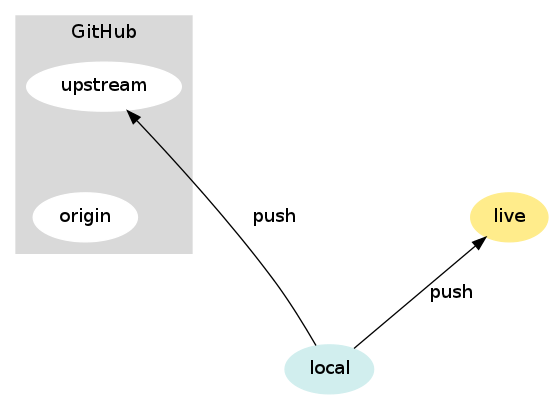 GitHub
upstream
origin
push
live
push
local